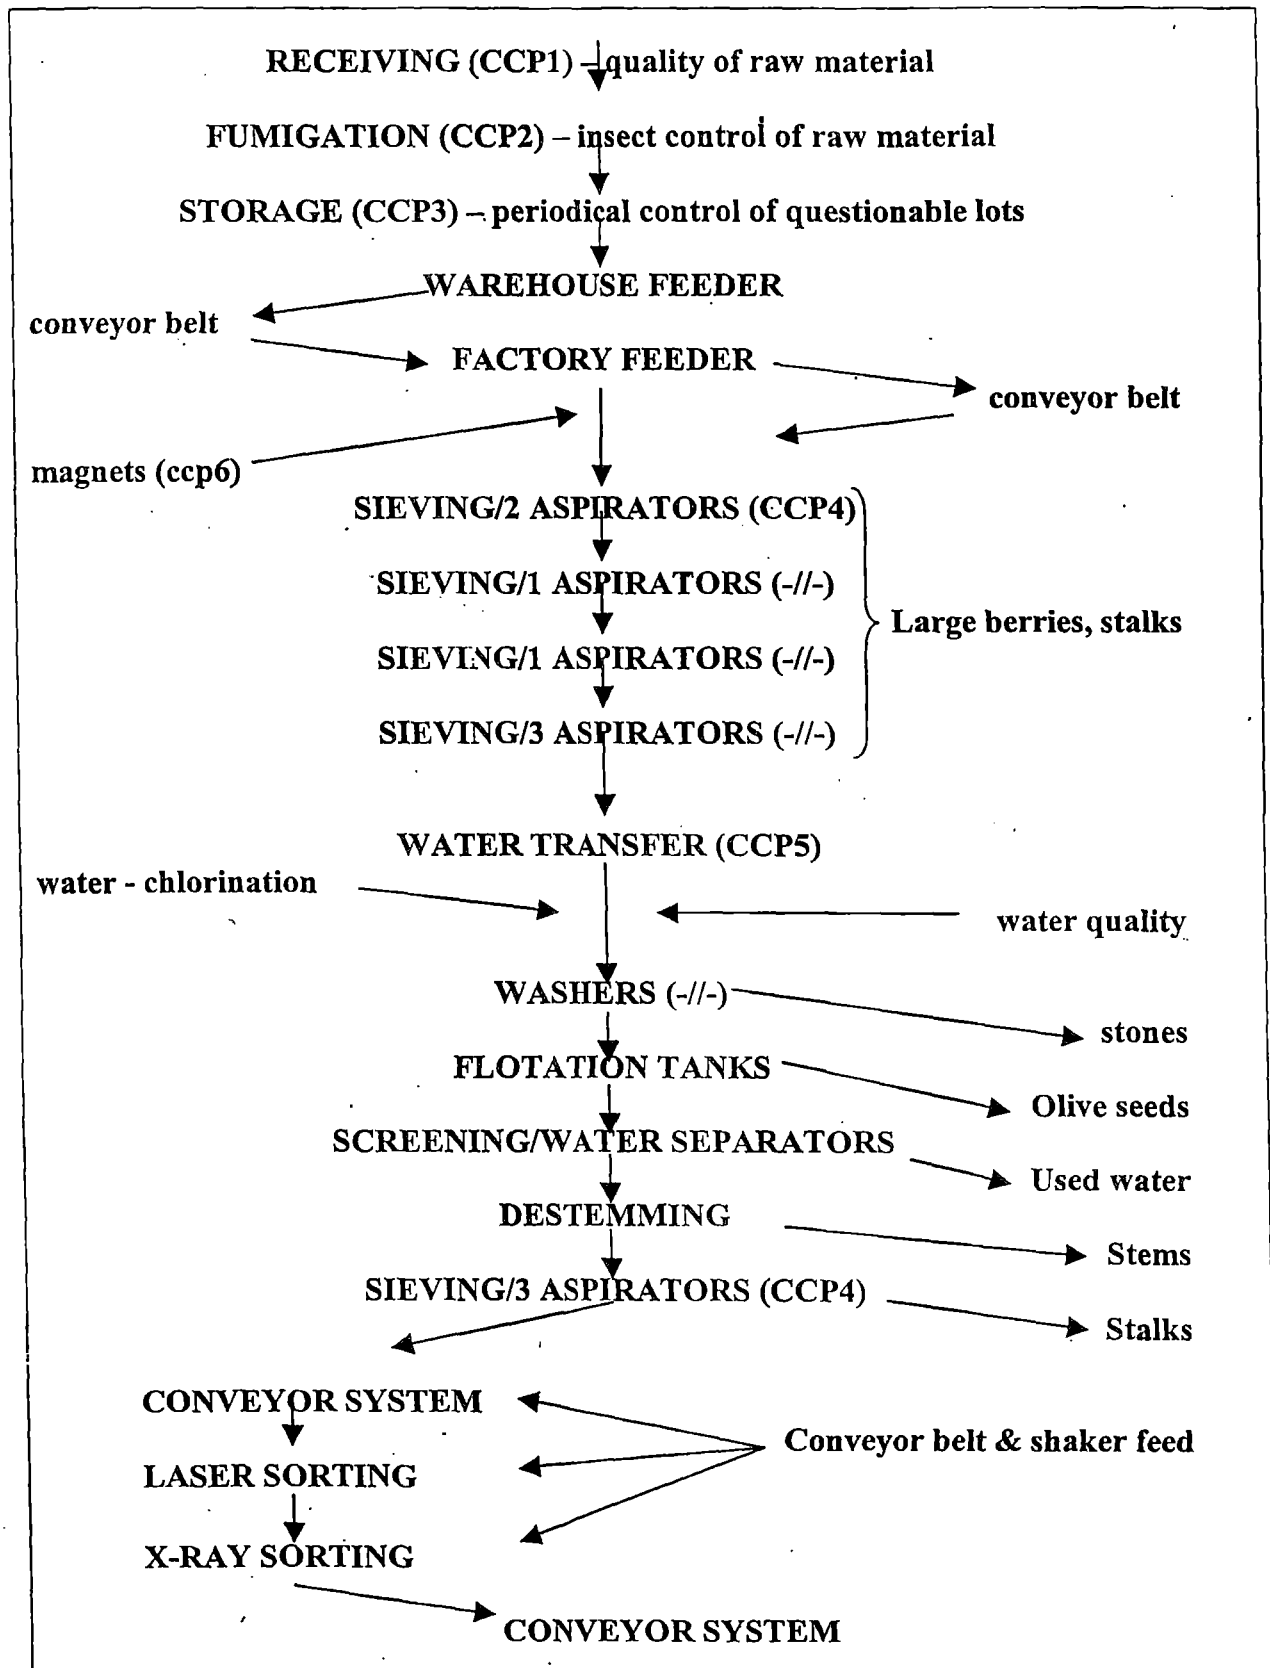 RECEIVING (CCP1) – quality of raw material
FUMIGATION (CCP2) – insect control of raw material
STORAGE (CCP3) – periodical control of questionable lots
WAREHOUSE FEEDER
conveyor belt
FACTORY FEEDER
conveyor belt
magnets (ccp6)
SIEVING/2 ASPIRATORS (CCP4)
SIEVING/1 ASPIRATORS (-//-)
Large berries, stalks
SIEVING/1 ASPIRATORS (-//-)
SIEVING/3 ASPIRATORS (-//-)
WATER TRANSFER (CCP5)
water - chlorination
water quality
WASHERS (-//-)
stones
FLOTATION TANKS
Olive seeds
SCREENING/WATER SEPARATORS
Used water
DESTEMMING
Stems
SIEVING/3 ASPIRATORS (CCP4)
Stalks
CONVEYOR SYSTEM
Conveyor belt & shaker feed
LASER SORTING
X-RAY SORTING
CONVEYOR SYSTEM